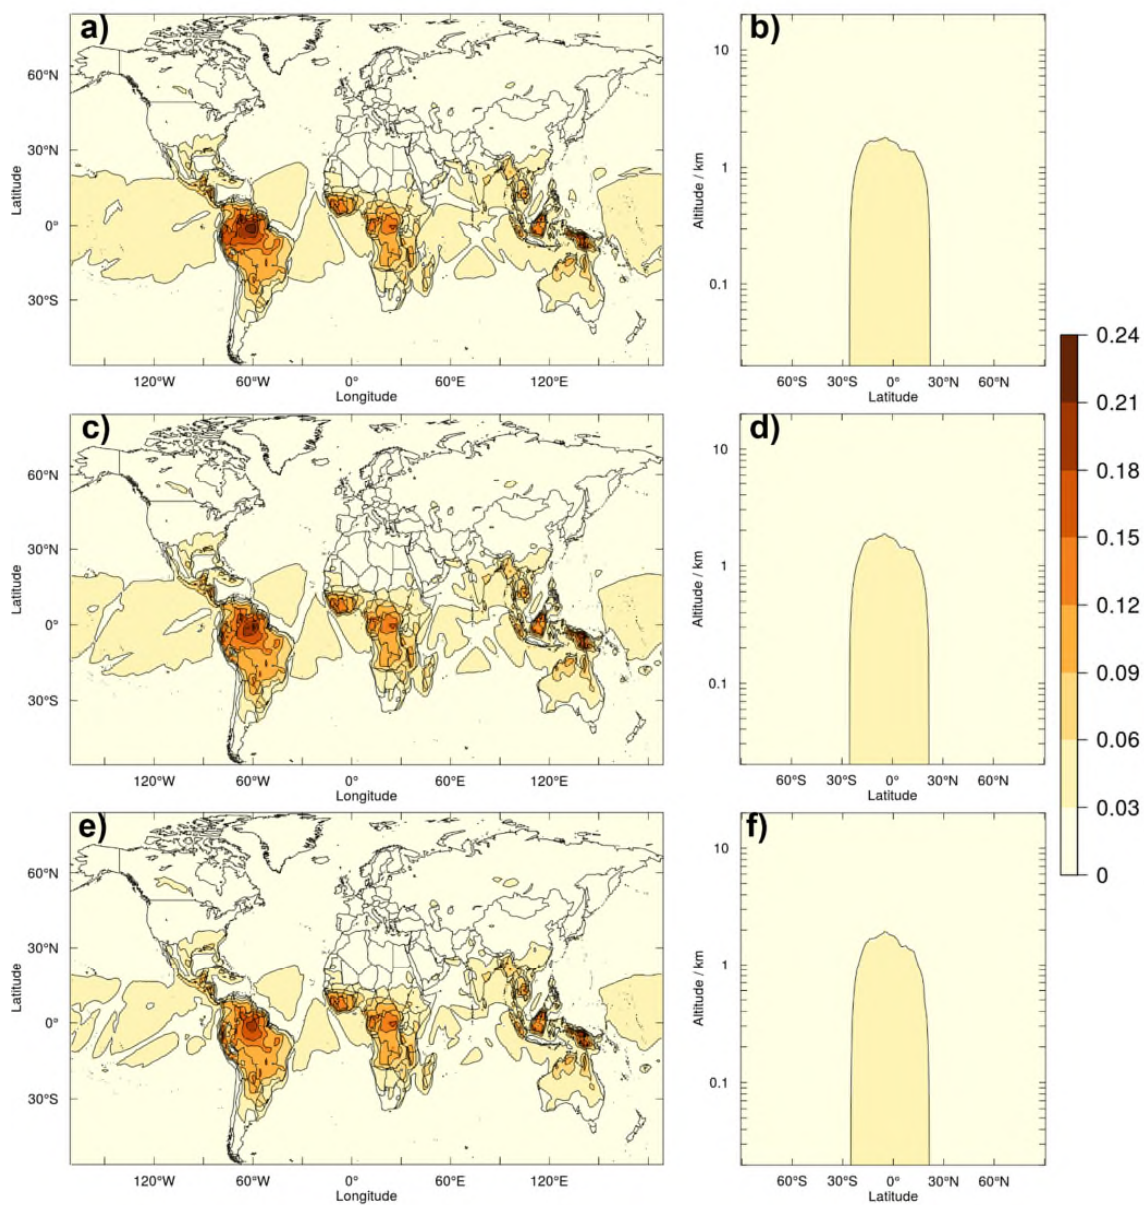 a)
60°N
30°N
0°
30°S
Latitude
120°W 60°W 0° 60°E 120°E
Longitude
b)
10
1
0.1
Altitude / km
60°S 30°S 0° 30°N 60°N
Latitude
c)
60°N
30°N
0°
30°S
Latitude
120°W 60°W 0° 60°E 120°E
Longitude
d)
10
1
0.1
Altitude / km
60°S 30°S 0° 30°N 60°N
Latitude
e)
60°N
30°N
0°
30°S
Latitude
120°W 60°W 0° 60°E 120°E
Longitude
f)
10
1
0.1
Altitude / km
60°S 30°S 0° 30°N 60°N
Latitude
0.24
0.21
0.18
0.15
0.12
0.09
0.06
0.03
0